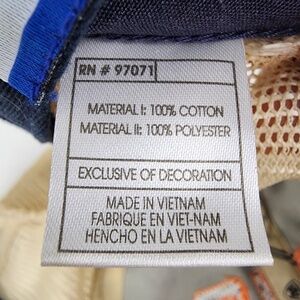 RN # 97071
MATERIAL I: 100% COTTON
MATERIAL II: 100% POLYESTER
EXCLUSIVE OF DECORATION
MADE IN VIETNAM
FABRIQUE EN VIET-NAM
HENCHO EN LA VIETNAM